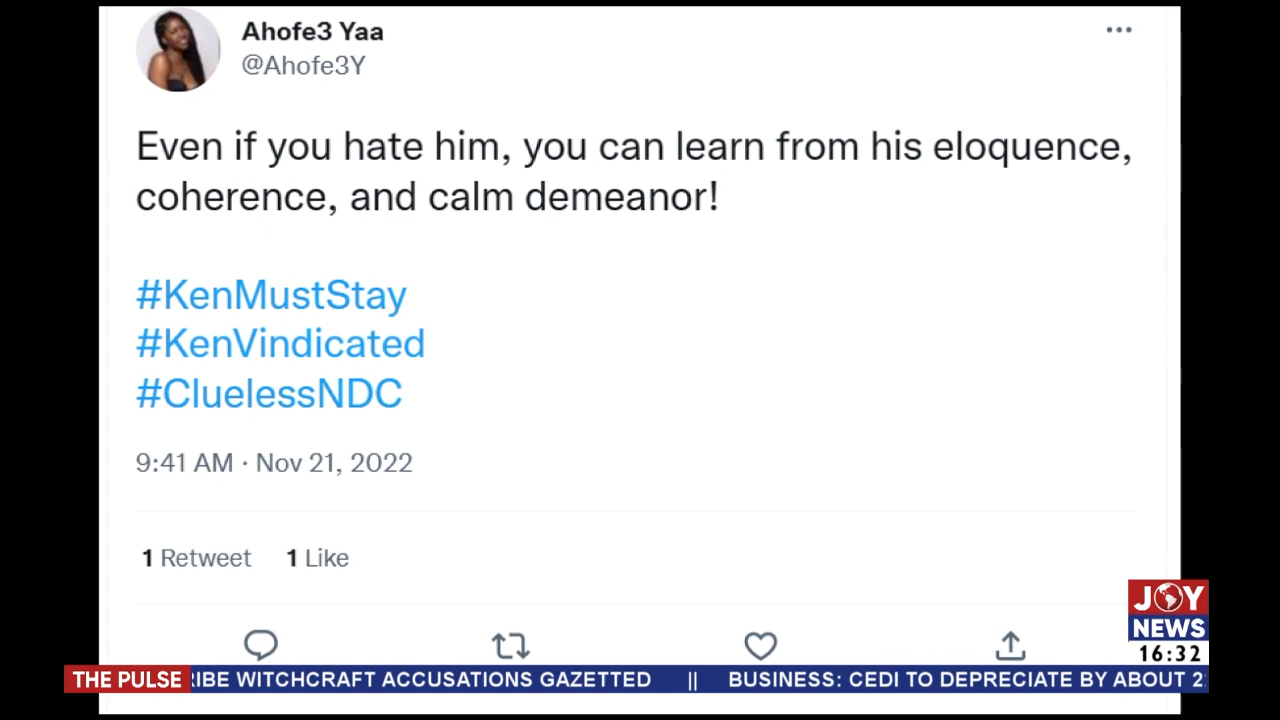 Ahofe3 Yaa
@Ahofe3Y
Even if you hate him, you can learn from his eloquence,
coherence, and calm demeanor!
#KenMustStay
#KenVindicated
#CluelessNDC
9:41 AM · Nov 21, 2022
1 Retweet 1 Like
JOY
NEWS
16:32
THE PULSE RIBE WITCHCRAFT ACCUSATIONS GAZETTED || BUSINESS: CEDI TO DEPRECIATE BY ABOUT 2